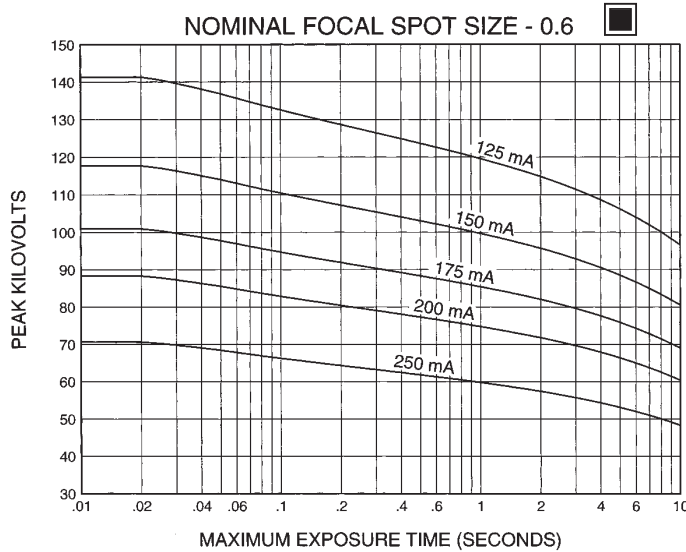 NOMINAL FOCAL SPOT SIZE - 0.6
150
140
130
120
110
100
90
80
70
60
50
40
30
PEAK KILOVOLTS
125 mA
150 mA
175 mA
200 mA
250 mA
.01 .02 .04 .06 .1 .2 .4 .6 1 2 4 6 10
MAXIMUM EXPOSURE TIME (SECONDS)